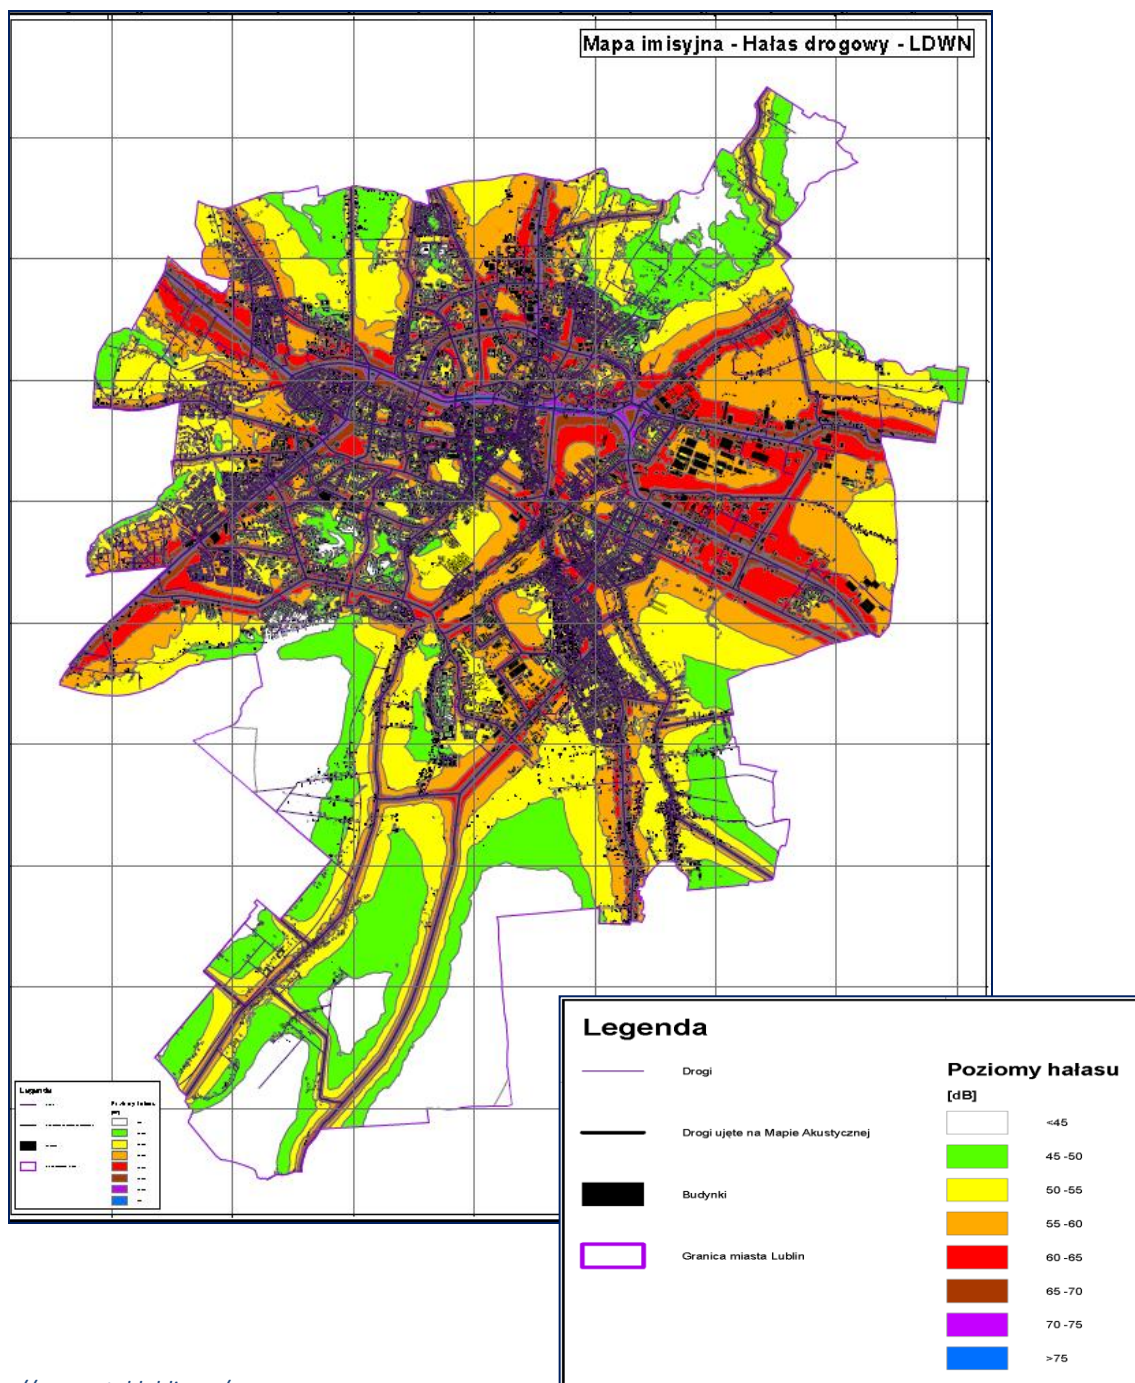 Mapa imisyjna - Hałas drogowy - LDWN
Legenda
Drogi
Drogi ujęte na Mapie Akustycznej
Budynki
Granica miasta Lublin
Poziomy hałasu
[dB]
<45
45 -50
50 -55
55 -60
60 -65
65 -70
70 -75
>75
Legenda